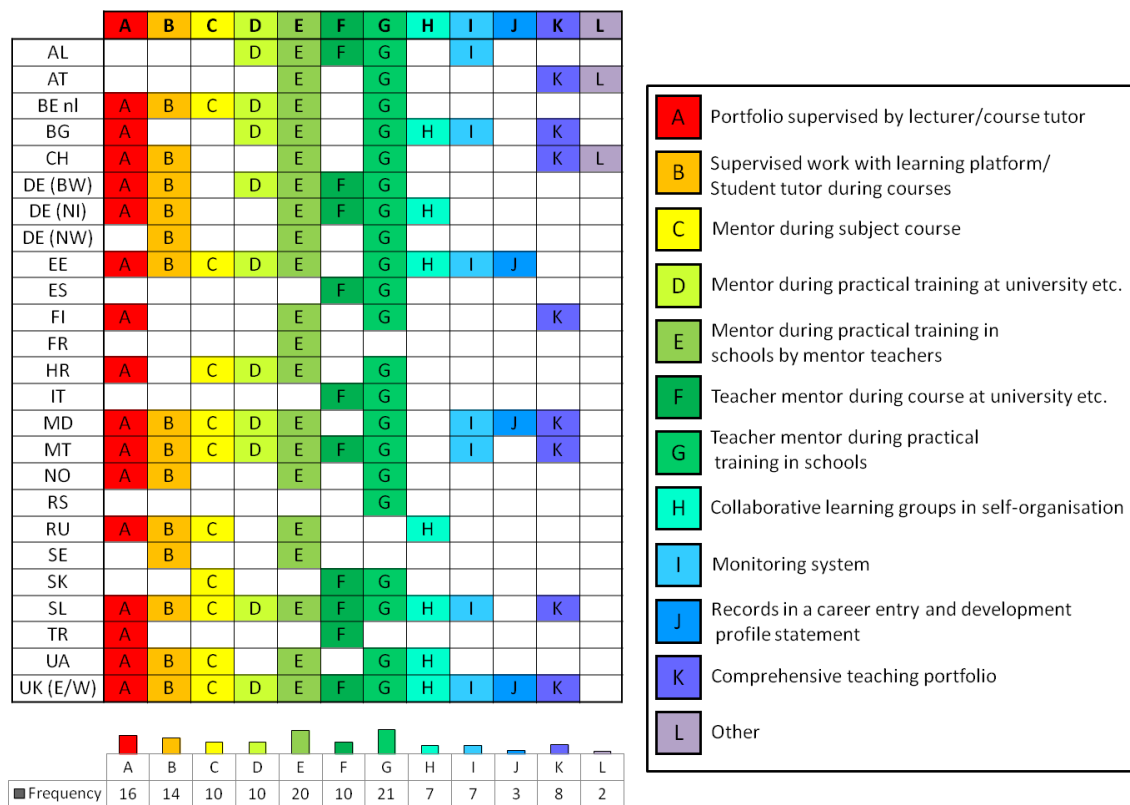 A B C D E F G H I J K L
AL D E F G I
AT E G K L
BE nl A B C D E G
BG A D E G H I K
CH A B E G K L
DE (BW) A B D E F G
DE (NI) A B E F G H
DE (NW) B E G
EE A B C D E G H I J
ES F G
FI A E G K
FR E
HR A C D E G
IT F G
MD A B C D E G I J K
MT A B C D E F G I K
NO A B E G
RS G
RU A B C E H
SE B E
SK C F G
SL A B C D E F G H I K
TR A F
UA A B C E G H
UK (E/W) A B C D E F G H I J K
A B C D E F G H I J K L
Frequency 16 14 10 10 20 10 21 7 7 3 8 2
A Portfolio supervised by lecturer/course tutor
B Supervised work with learning platform/
Student tutor during courses
C Mentor during subject course
D Mentor during practical training at university etc.
E Mentor during practical training in
schools by mentor teachers
F Teacher mentor during course at university etc.
G Teacher mentor during practical
training in schools
H Collaborative learning groups in self-organisation
I Monitoring system
J Records in a career entry and development
profile statement
K Comprehensive teaching portfolio
L Other